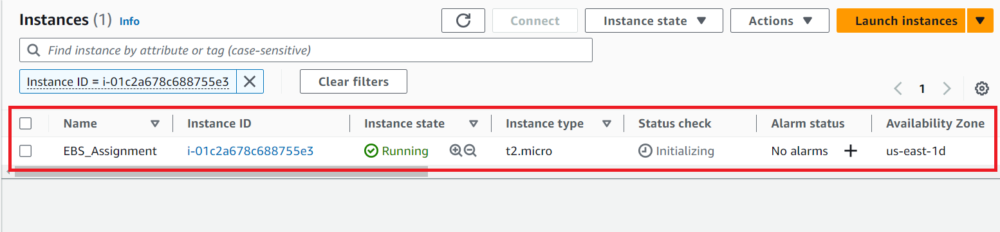 Instances (1) Info Connect Instance state Actions Launch instances
Find instance by attribute or tag (case-sensitive)
Instance ID = i-01c2a678c688755e3 Clear filters
1
Name Instance ID Instance state Instance type Status check Alarm status Availability Zone
EBS_Assignment i-01c2a678c688755e3 Running t2.micro Initializing No alarms + us-east-1d